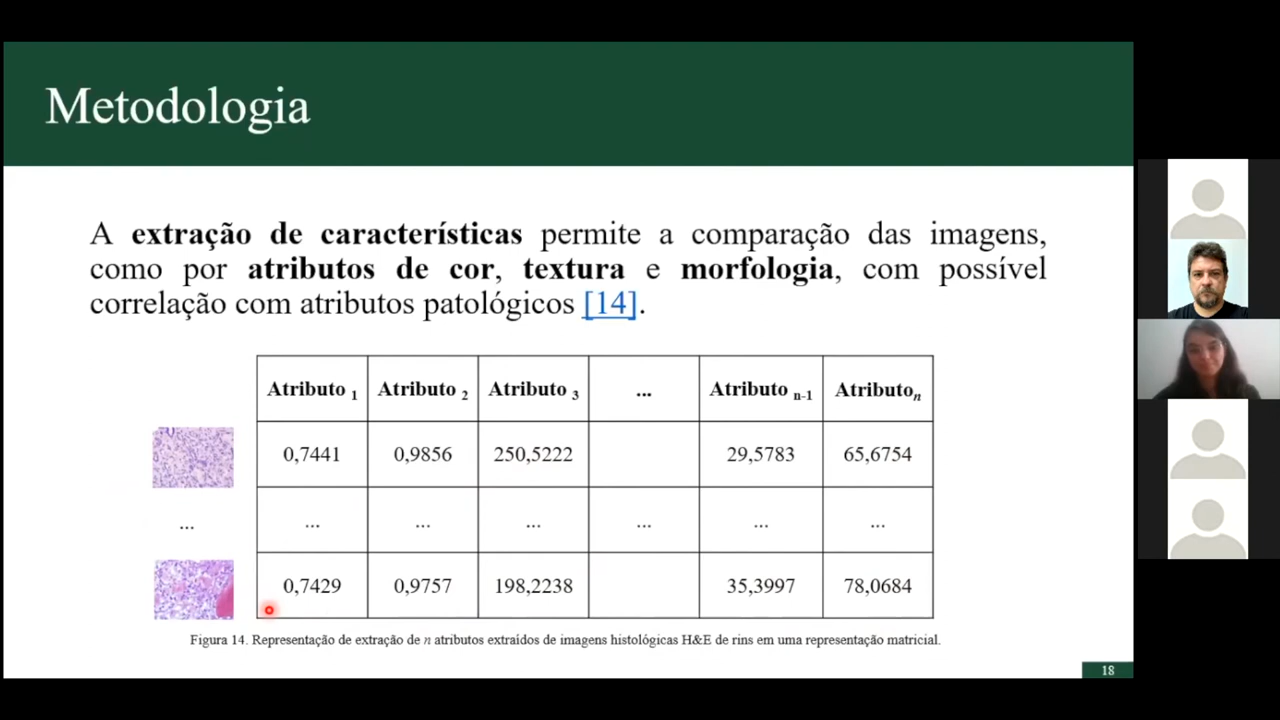 Metodologia
A extração de características permite a comparação das imagens,
como por atributos de cor, textura e morfologia, com possível
correlação com atributos patológicos [14].
Atributo 1 Atributo 2 Atributo 3 ... Atributo n-1 Atributon
0,7441 0,9856 250,5222 29,5783 65,6754
... ... ... ... ... ... ...
0,7429 0,9757 198,2238 35,3997 78,0684
Figura 14. Representação de extração de n atributos extraídos de imagens histológicas H&E de rins em uma representação matricial.
18